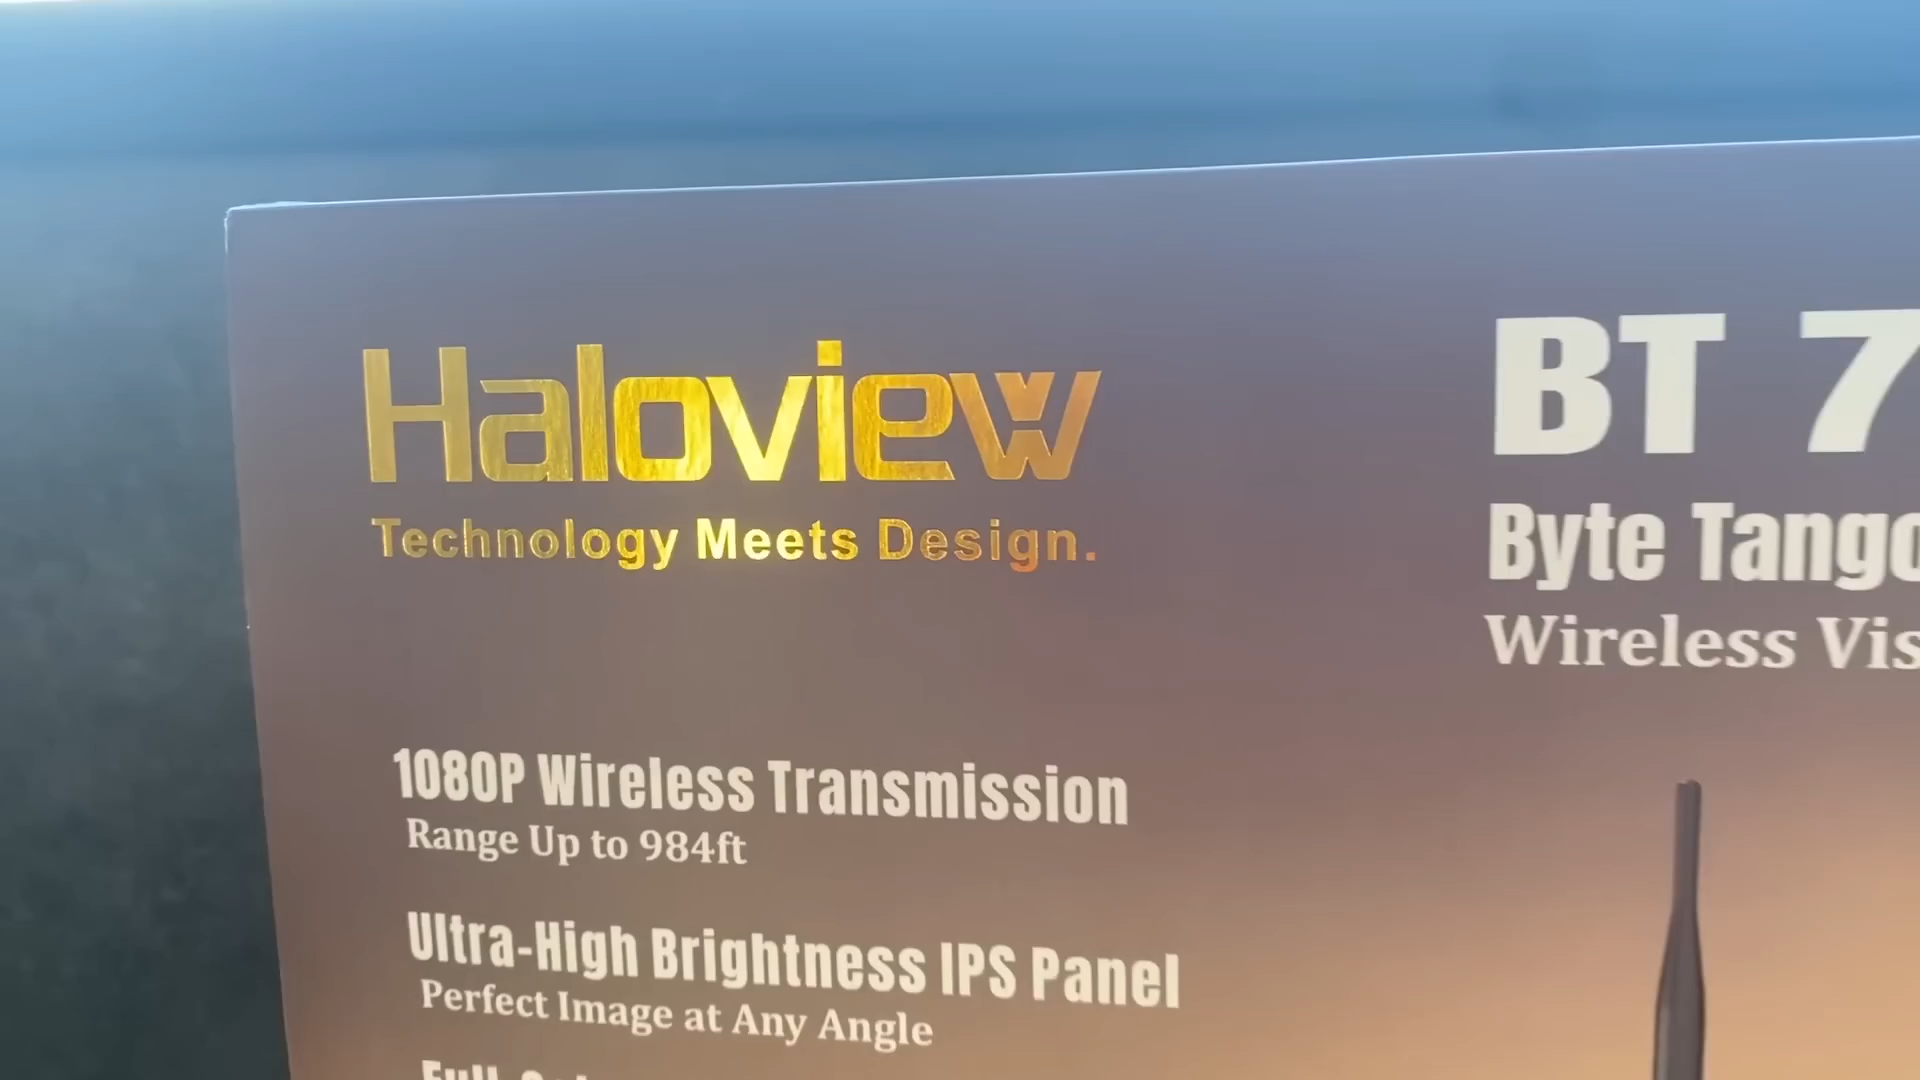 Haloview
Technology Meets Design.
BT 7
Byte Tango
Wireless
1080P Wireless Transmission
Range Up to 984ft
Ultra-High Brightness IPS Panel
Perfect Image at Any Angle